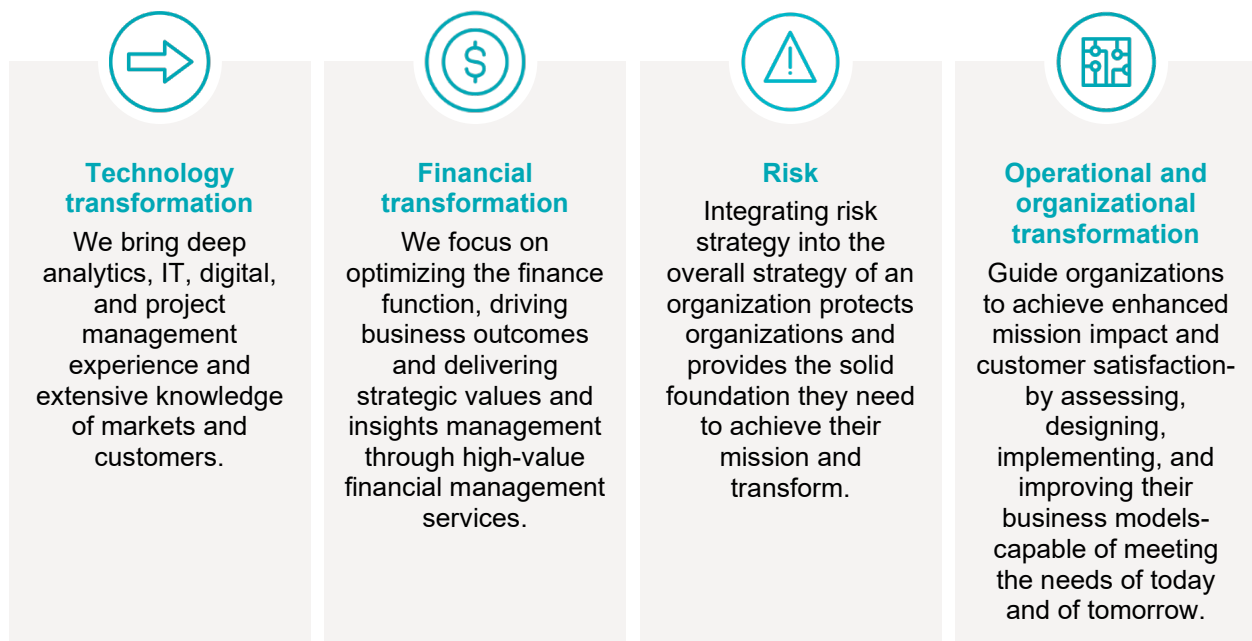 $
Technology
transformation
We bring deep
analytics, IT, digital,
and project
management
experience and
extensive knowledge
of markets and
customers.
Financial
transformation
We focus on
optimizing the finance
function, driving
business outcomes
and delivering
strategic values and
insights management
through high-value
financial management
services.
Risk
Integrating risk
strategy into the
overall strategy of an
organization protects
organizations and
provides the solid
foundation they need
to achieve their
mission and
transform.
Operational and
organizational
transformation
Guide organizations
to achieve enhanced
mission impact and
customer satisfaction-
by assessing,
designing,
implementing, and
improving their
business models-
capable of meeting
the needs of today
and of tomorrow.